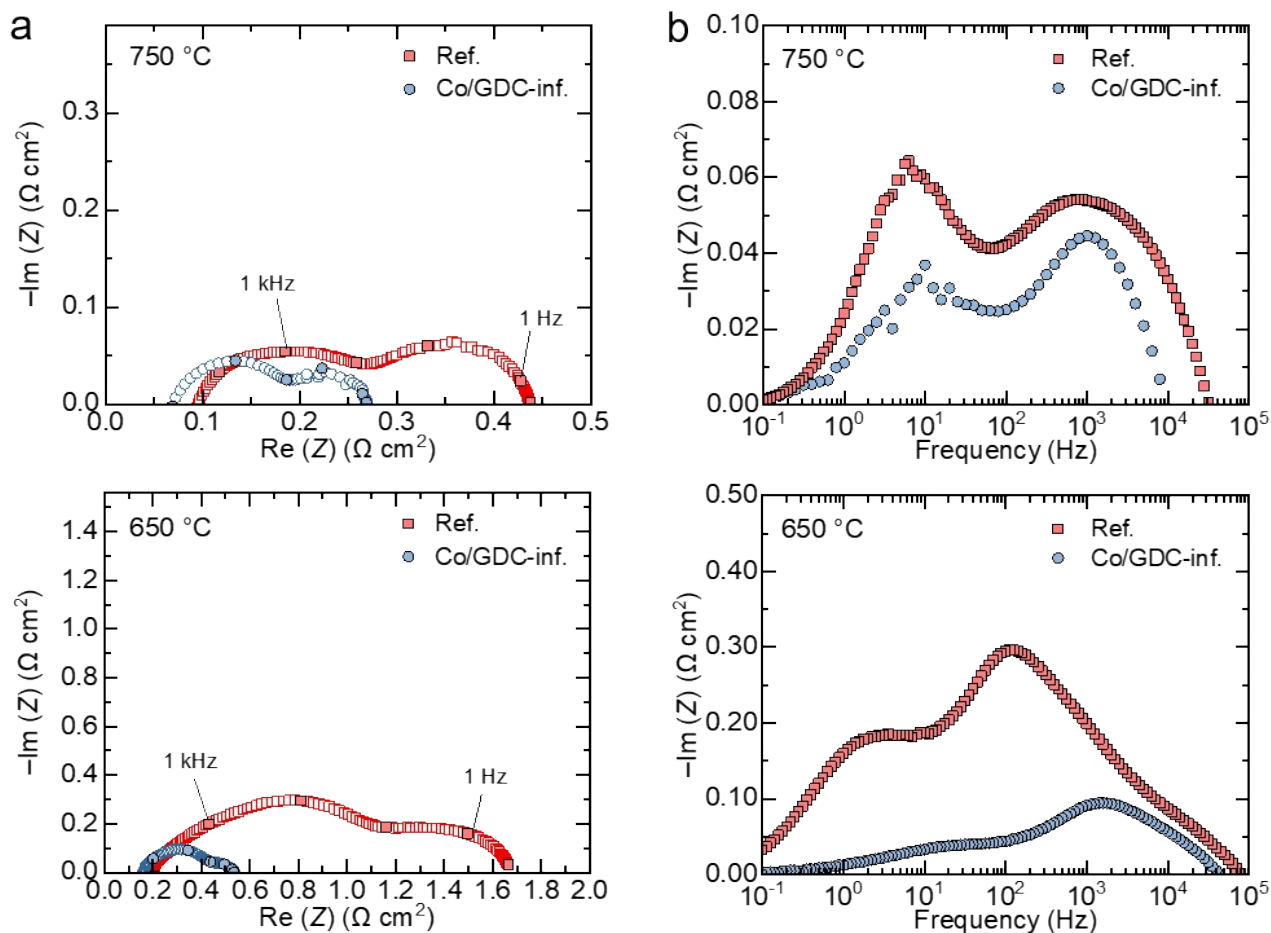 a
750 °C
Ref.
Co/GDC-inf.
1 kHz
1 Hz
0.3
0.2
0.1
0.0
0.0 0.1 0.2 0.3 0.4 0.5
–Im (Z) (Ω cm²)
Re (Z) (Ω cm²)
b
750 °C
Ref.
Co/GDC-inf.
0.10
0.08
0.06
0.04
0.02
0.00
10⁻¹ 10⁰ 10¹ 10² 10³ 10⁴ 10⁵
–Im (Z) (Ω cm²)
Frequency (Hz)
650 °C
Ref.
Co/GDC-inf.
1 kHz
1 Hz
1.4
1.2
1.0
0.8
0.6
0.4
0.2
0.0
0.0 0.2 0.4 0.6 0.8 1.0 1.2 1.4 1.6 1.8 2.0
–Im (Z) (Ω cm²)
Re (Z) (Ω cm²)
650 °C
Ref.
Co/GDC-inf.
0.50
0.40
0.30
0.20
0.10
0.00
10⁻¹ 10⁰ 10¹ 10² 10³ 10⁴ 10⁵
–Im (Z) (Ω cm²)
Frequency (Hz)